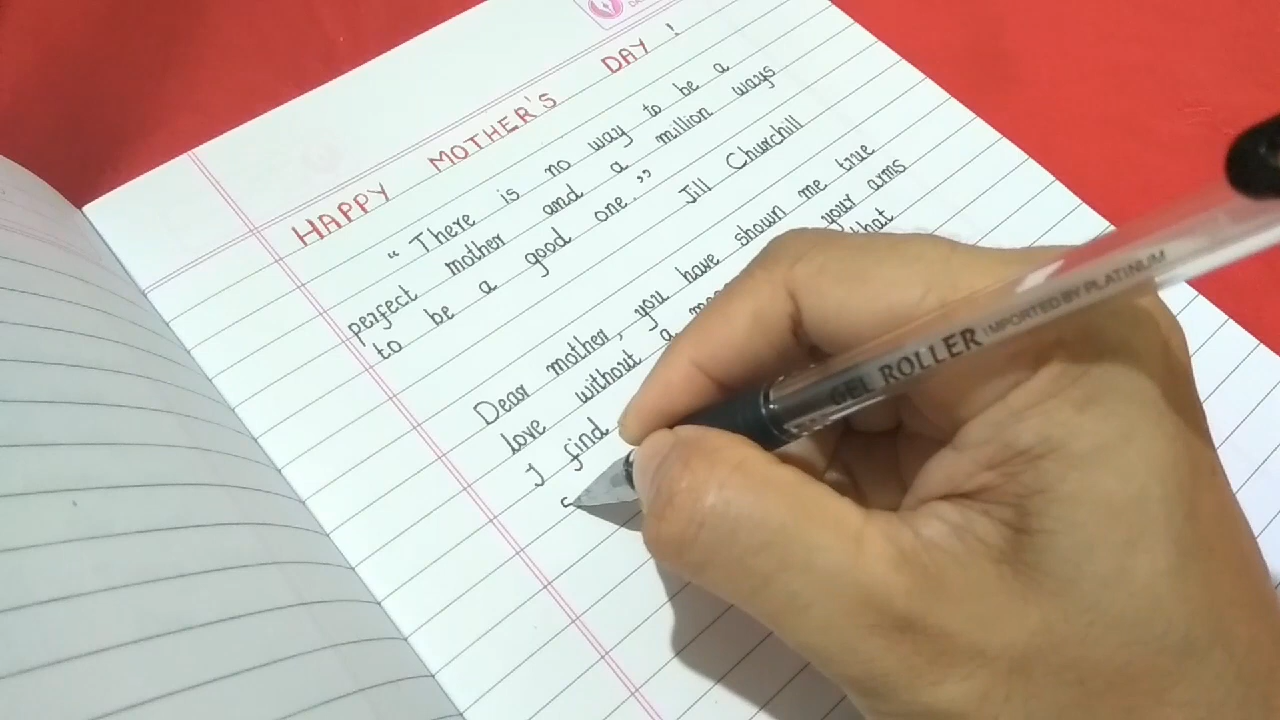 HAPPY MOTHER'S DAY !
“ There is no way to be a
perfect mother and a million ways
to be a good one.”
Jill Churchill
Dear mother, you have shown me true
love without a your arms
I find that
GEL ROLLER IMPORTED BY PLATINUM